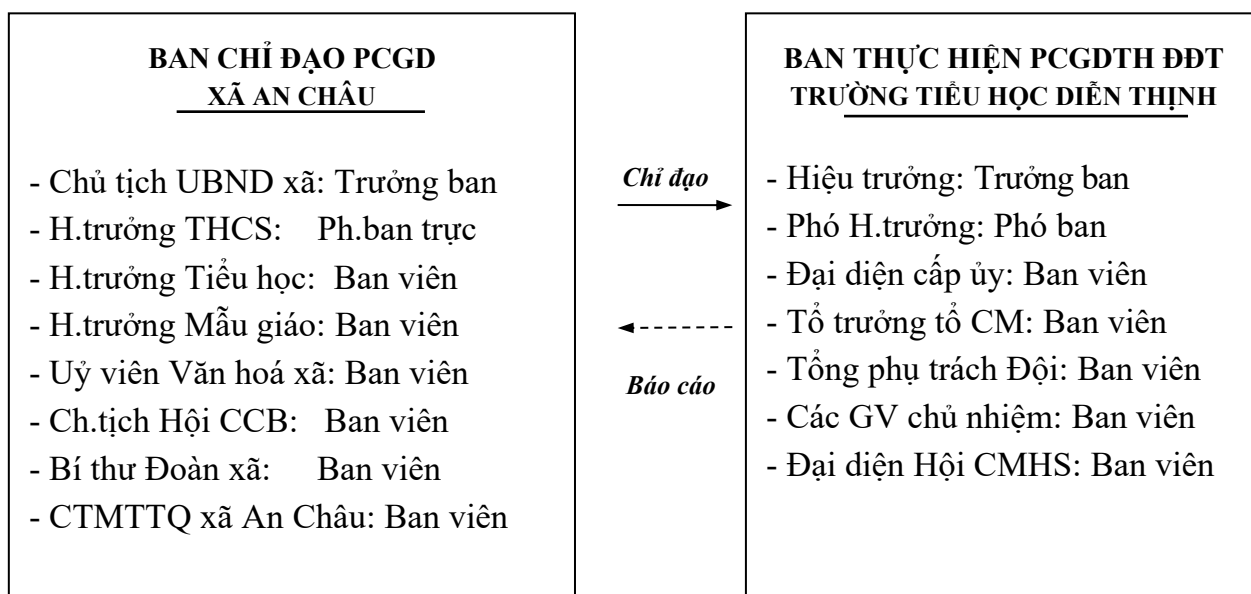 BAN CHỈ ĐẠO PCGD
XÃ AN CHÂU
- Chủ tịch UBND xã: Trưởng ban
- H.trưởng THCS: Ph.ban trực
- H.trưởng Tiểu học: Ban viên
- H.trưởng Mẫu giáo: Ban viên
- Uỷ viên Văn hoá xã: Ban viên
- Ch.tịch Hội CCB: Ban viên
- Bí thư Đoàn xã: Ban viên
- CTMTTQ xã An Châu: Ban viên
Chỉ đạo
Báo cáo
BAN THỰC HIỆN PCGDTH ĐĐT
TRƯỜNG TIỂU HỌC DIỄN THỊNH
- Hiệu trưởng: Trưởng ban
- Phó H.trưởng: Phó ban
- Đại diện cấp ủy: Ban viên
- Tổ trưởng tổ CM: Ban viên
- Tổng phụ trách Đội: Ban viên
- Các GV chủ nhiệm: Ban viên
- Đại diện Hội CMHS: Ban viên